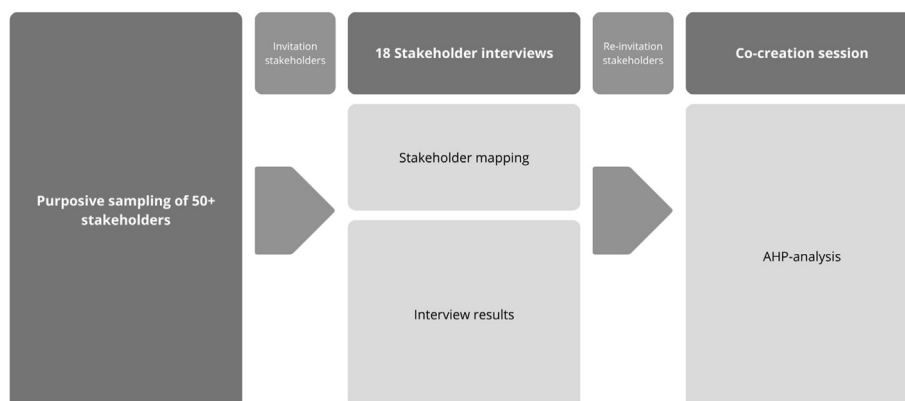 Purposive sampling of 50+
stakeholders
Invitation
stakeholders
18 Stakeholder interviews
Stakeholder mapping
Interview results
Re-invitation
stakeholders
Co-creation session
AHP-analysis